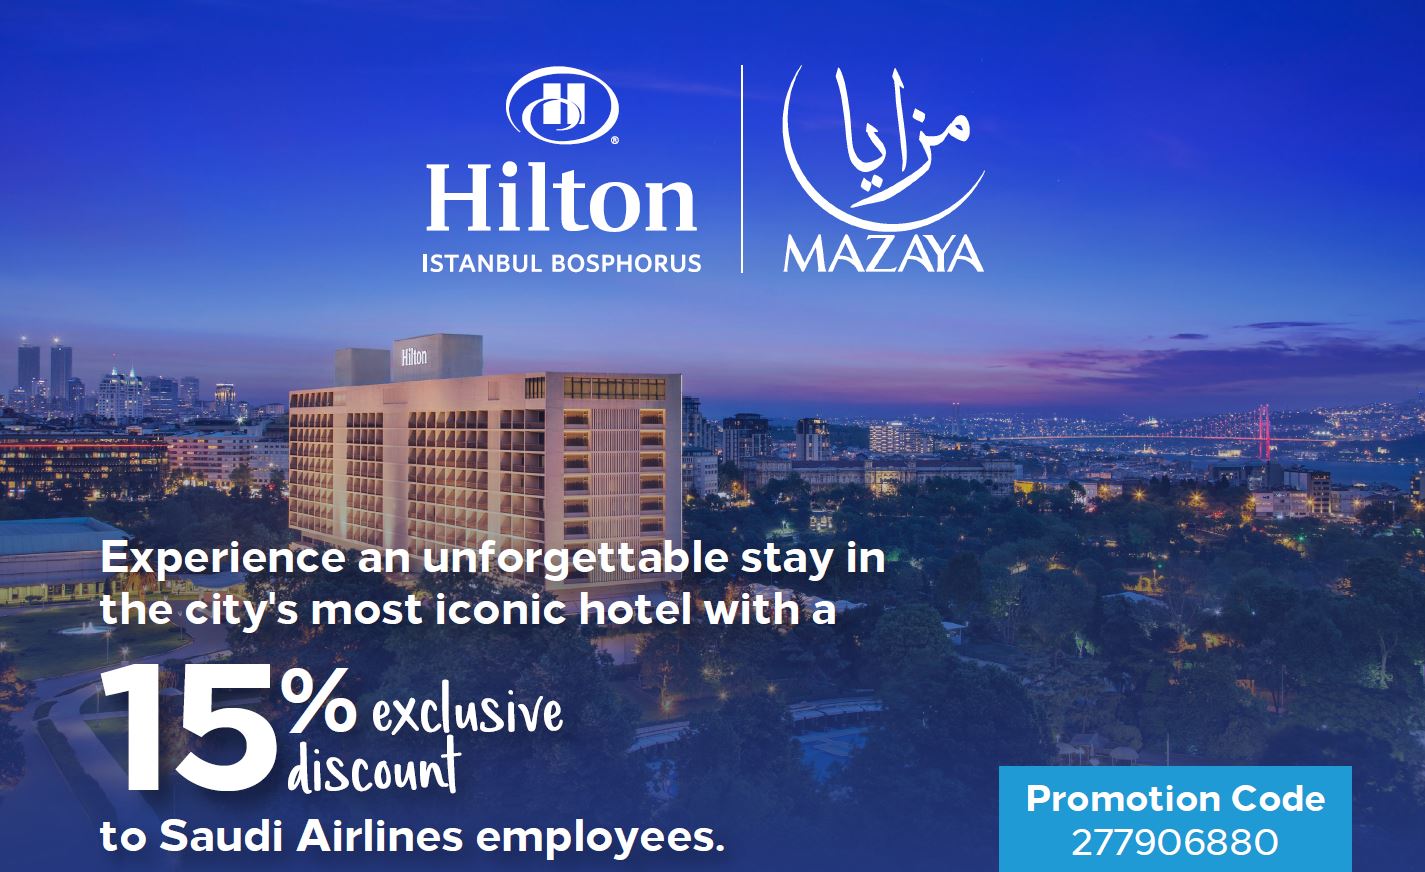 Hilton
ISTANBUL BOSPHORUS
مزايا
MAZAYA
Hilton
Experience an unforgettable stay in
the city's most iconic hotel with a
15% exclusive
discount
to Saudi Airlines employees.
Promotion Code
277906880